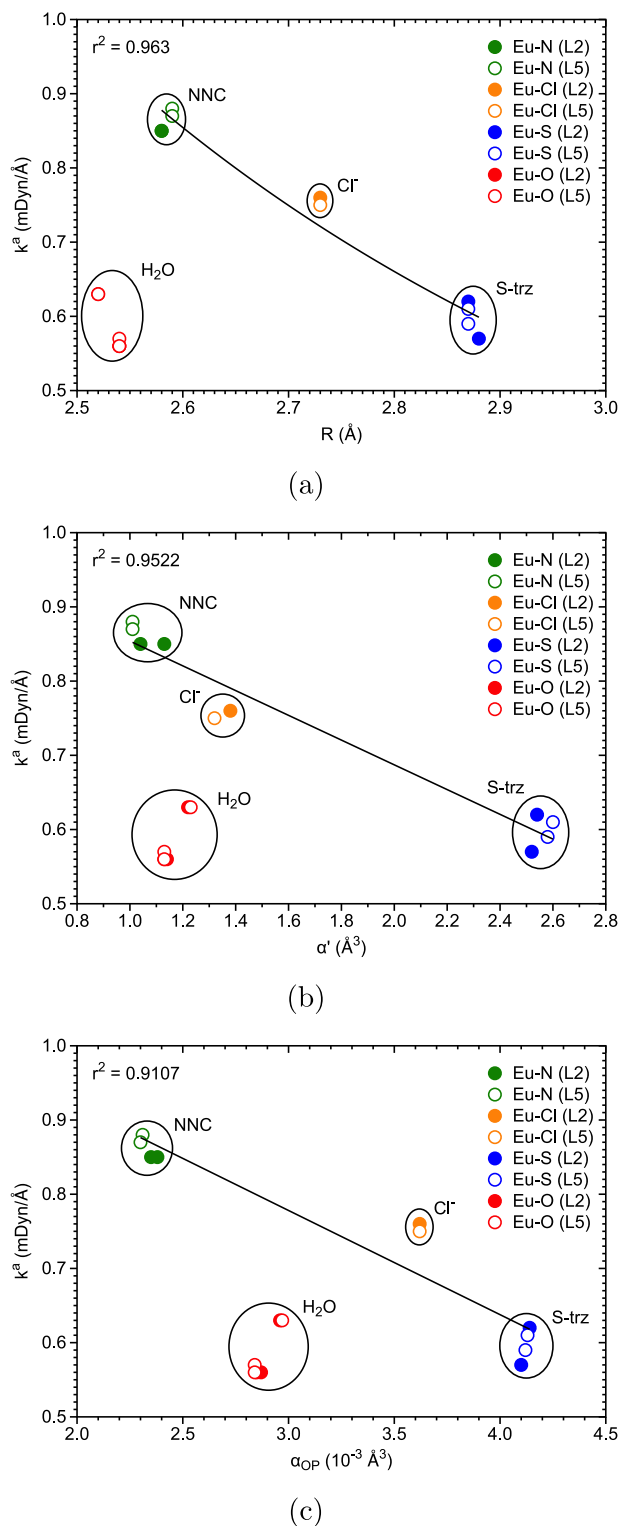 r² = 0.963
Eu-N (L2)
Eu-N (L5)
Eu-Cl (L2)
Eu-Cl (L5)
Eu-S (L2)
Eu-S (L5)
Eu-O (L2)
Eu-O (L5)
NNC
Cl⁻
H₂O
S-trz
kᵃ (mDyn/Å)
1.0
0.9
0.8
0.7
0.6
0.5
2.5 2.6 2.7 2.8 2.9 3.0
R (Å)
(a)
r² = 0.9522
Eu-N (L2)
Eu-N (L5)
Eu-Cl (L2)
Eu-Cl (L5)
Eu-S (L2)
Eu-S (L5)
Eu-O (L2)
Eu-O (L5)
NNC
Cl⁻
H₂O
S-trz
kᵃ (mDyn/Å)
1.0
0.9
0.8
0.7
0.6
0.5
0.8 1.0 1.2 1.4 1.6 1.8 2.0 2.2 2.4 2.6 2.8
α' (Å³)
(b)
r² = 0.9107
Eu-N (L2)
Eu-N (L5)
Eu-Cl (L2)
Eu-Cl (L5)
Eu-S (L2)
Eu-S (L5)
Eu-O (L2)
Eu-O (L5)
NNC
Cl⁻
H₂O
S-trz
kᵃ (mDyn/Å)
1.0
0.9
0.8
0.7
0.6
0.5
2.0 2.5 3.0 3.5 4.0 4.5
α_OP (10⁻³ Å³)
(c)